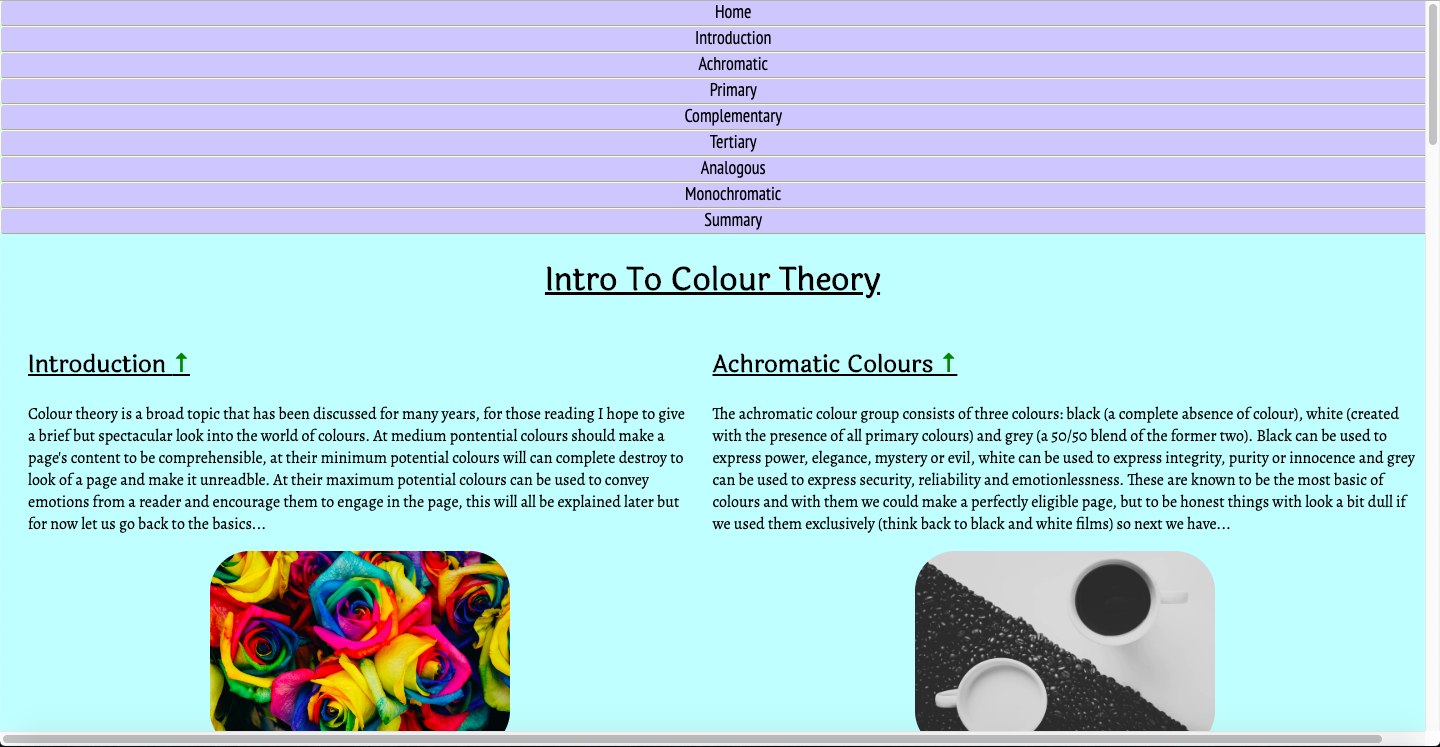 Home
Introduction
Achromatic
Primary
Complementary
Tertiary
Analogous
Monochromatic
Summary
Intro To Colour Theory
Introduction ↑
Colour theory is a broad topic that has been discussed for many years, for those reading I hope to give
a brief but spectacular look into the world of colours. At medium pontential colours should make a
page's content to be comprehensible, at their minimum potential colours will can complete destroy to
look of a page and make it unreadble. At their maximum potential colours can be used to convey
emotions from a reader and encourage them to engage in the page, this will all be explained later but
for now let us go back to the basics...
Achromatic Colours ↑
The achromatic colour group consists of three colours: black (a complete absence of colour), white (created
with the presence of all primary colours) and grey (a 50/50 blend of the former two). Black can be used to
express power, elegance, mystery or evil, white can be used to express integrity, purity or innocence and grey
can be used to express security, reliability and emotionlessness. These are known to be the most basic of
colours and with them we could make a perfectly eligible page, but to be honest things with look a bit dull if
we used them exclusively (think back to black and white films) so next we have...